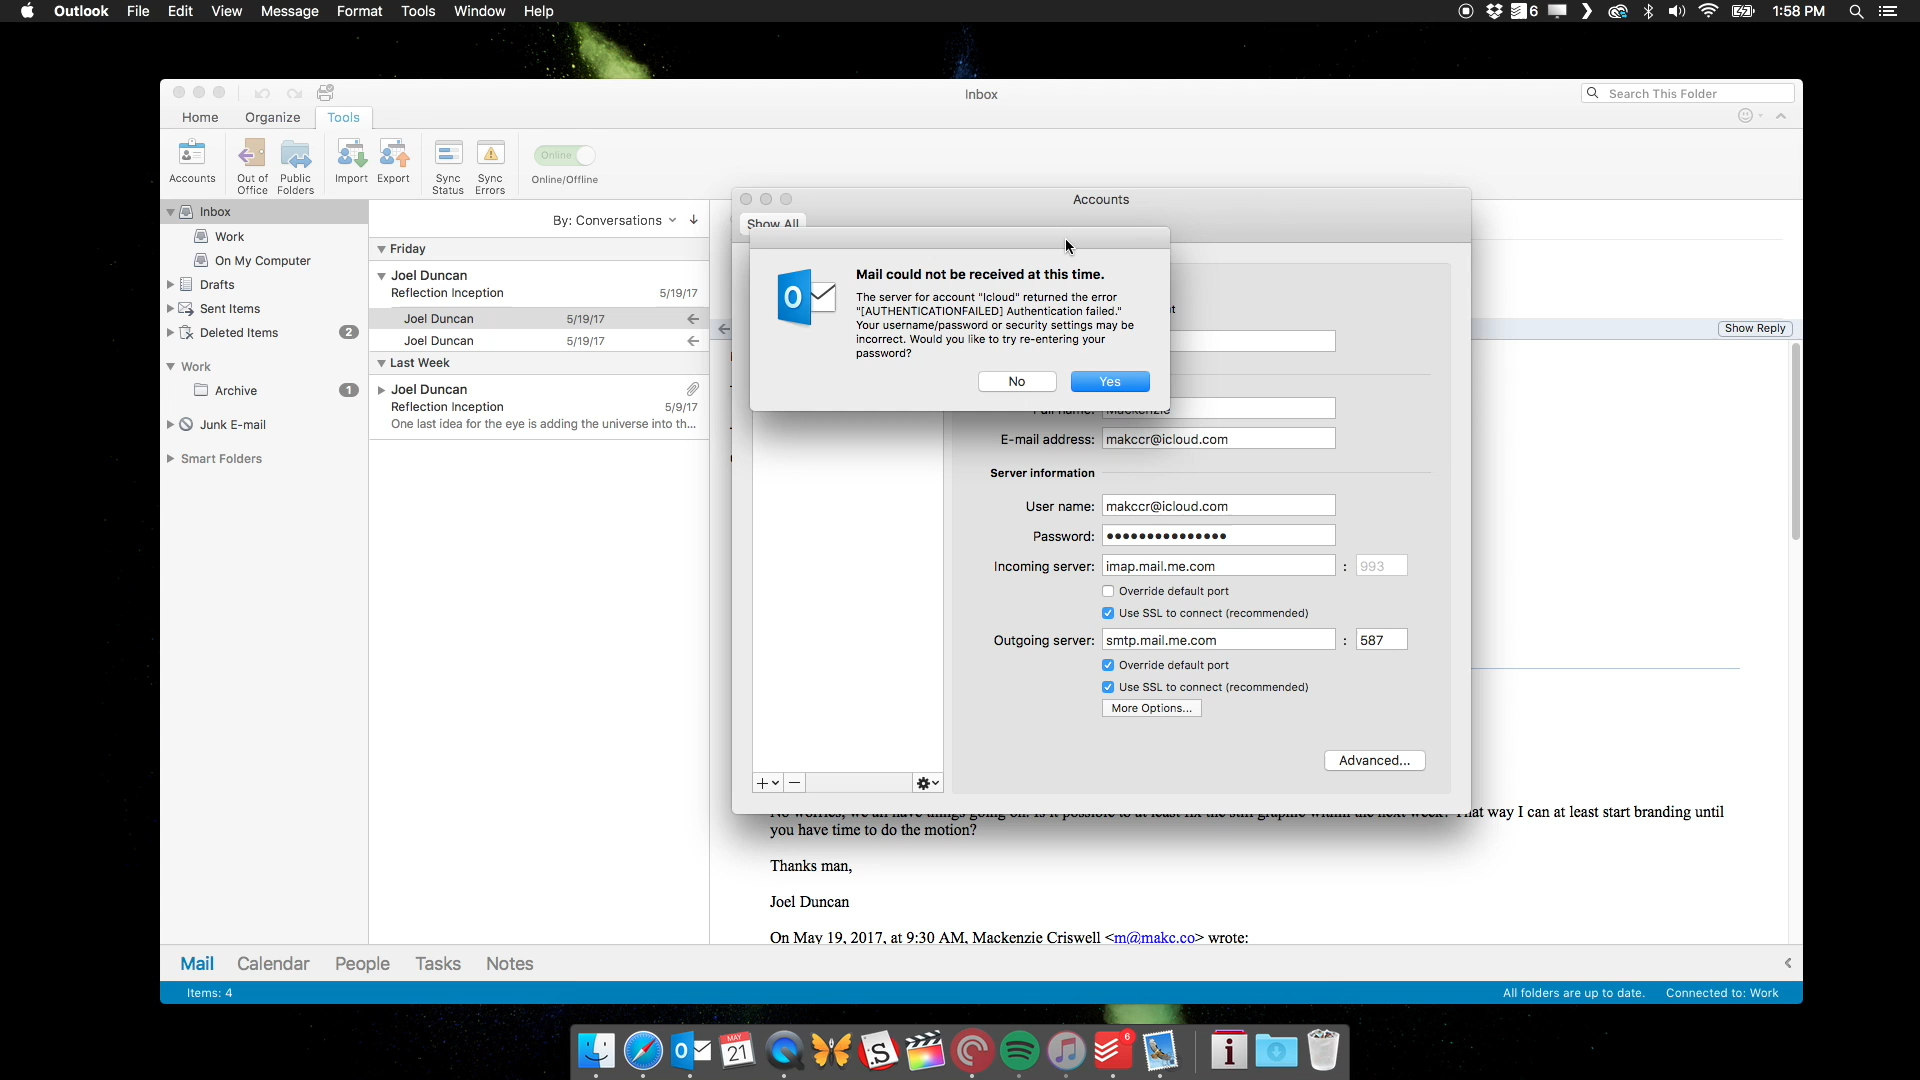 Outlook File Edit View Message Format Tools Window Help
6 1:58 PM
Inbox
Search This Folder
Home Organize Tools
Accounts
Out of Office
Public Folders
Import
Export
Sync Status
Sync Errors
Online
Online/Offline
Inbox
Work
On My Computer
Drafts
Sent Items
Deleted Items 2
Work
Archive 1
Junk E-mail
Smart Folders
By: Conversations
Friday
Joel Duncan
Reflection Inception 5/19/17
Joel Duncan 5/19/17
Joel Duncan 5/19/17
Last Week
Joel Duncan
Reflection Inception 5/9/17
One last idea for the eye is adding the universe into th...
Accounts
Show All
Mail could not be received at this time.
The server for account "Icloud" returned the error
"[AUTHENTICATIONFAILED] Authentication failed."
Your username/password or security settings may be
incorrect. Would you like to try re-entering your
password?
No Yes
Show Reply
E-mail address: makccr@icloud.com
Server information
User name: makccr@icloud.com
Password: ●●●●●●●●●●●●●●●
Incoming server: imap.mail.me.com : 993
Override default port
Use SSL to connect (recommended)
Outgoing server: smtp.mail.me.com : 587
Override default port
Use SSL to connect (recommended)
More Options...
Advanced...
way I can at least start branding until
you have time to do the motion?
Thanks man,
Joel Duncan
On May 19, 2017, at 9:30 AM, Mackenzie Criswell <m@makc.co> wrote:
Mail Calendar People Tasks Notes
Items: 4
All folders are up to date. Connected to: Work
MAY
21
6